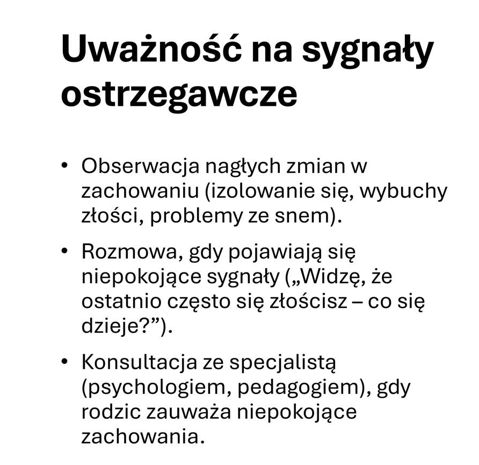 Uważność na sygnały
ostrzegawcze
• Obserwacja nagłych zmian w
zachowaniu (izolowanie się, wybuchy
złości, problemy ze snem).
• Rozmowa, gdy pojawiają się
niepokojące sygnały („Widzę, że
ostatnio często się złościsz – co się
dzieje?”).
• Konsultacja ze specjalistą
(psychologiem, pedagogiem), gdy
rodzic zauważa niepokojące
zachowania.